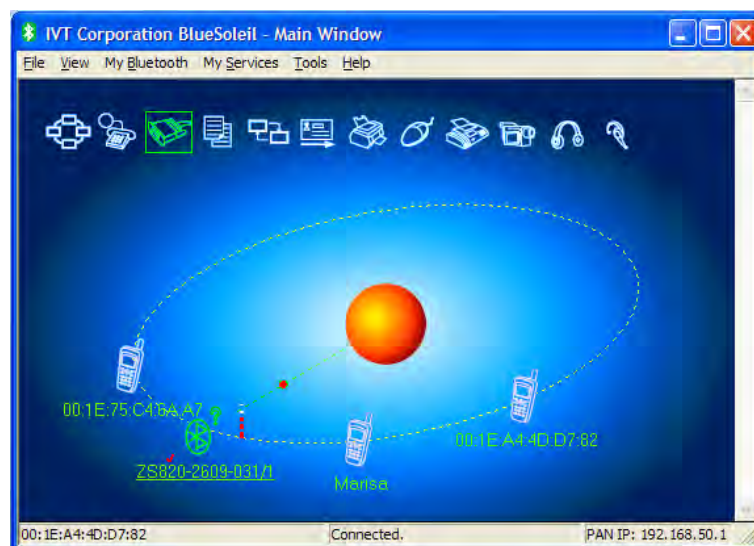 IVT Corporation BlueSoleil - Main Window
File View My Bluetooth My Services Tools Help
00:1E:75:C4:6A:A7
ZS820-2609-031/1
Marisa
00:1E:A4:4D:D7:82
00:1E:A4:4D:D7:82 Connected. PAN IP: 192.168.50.1